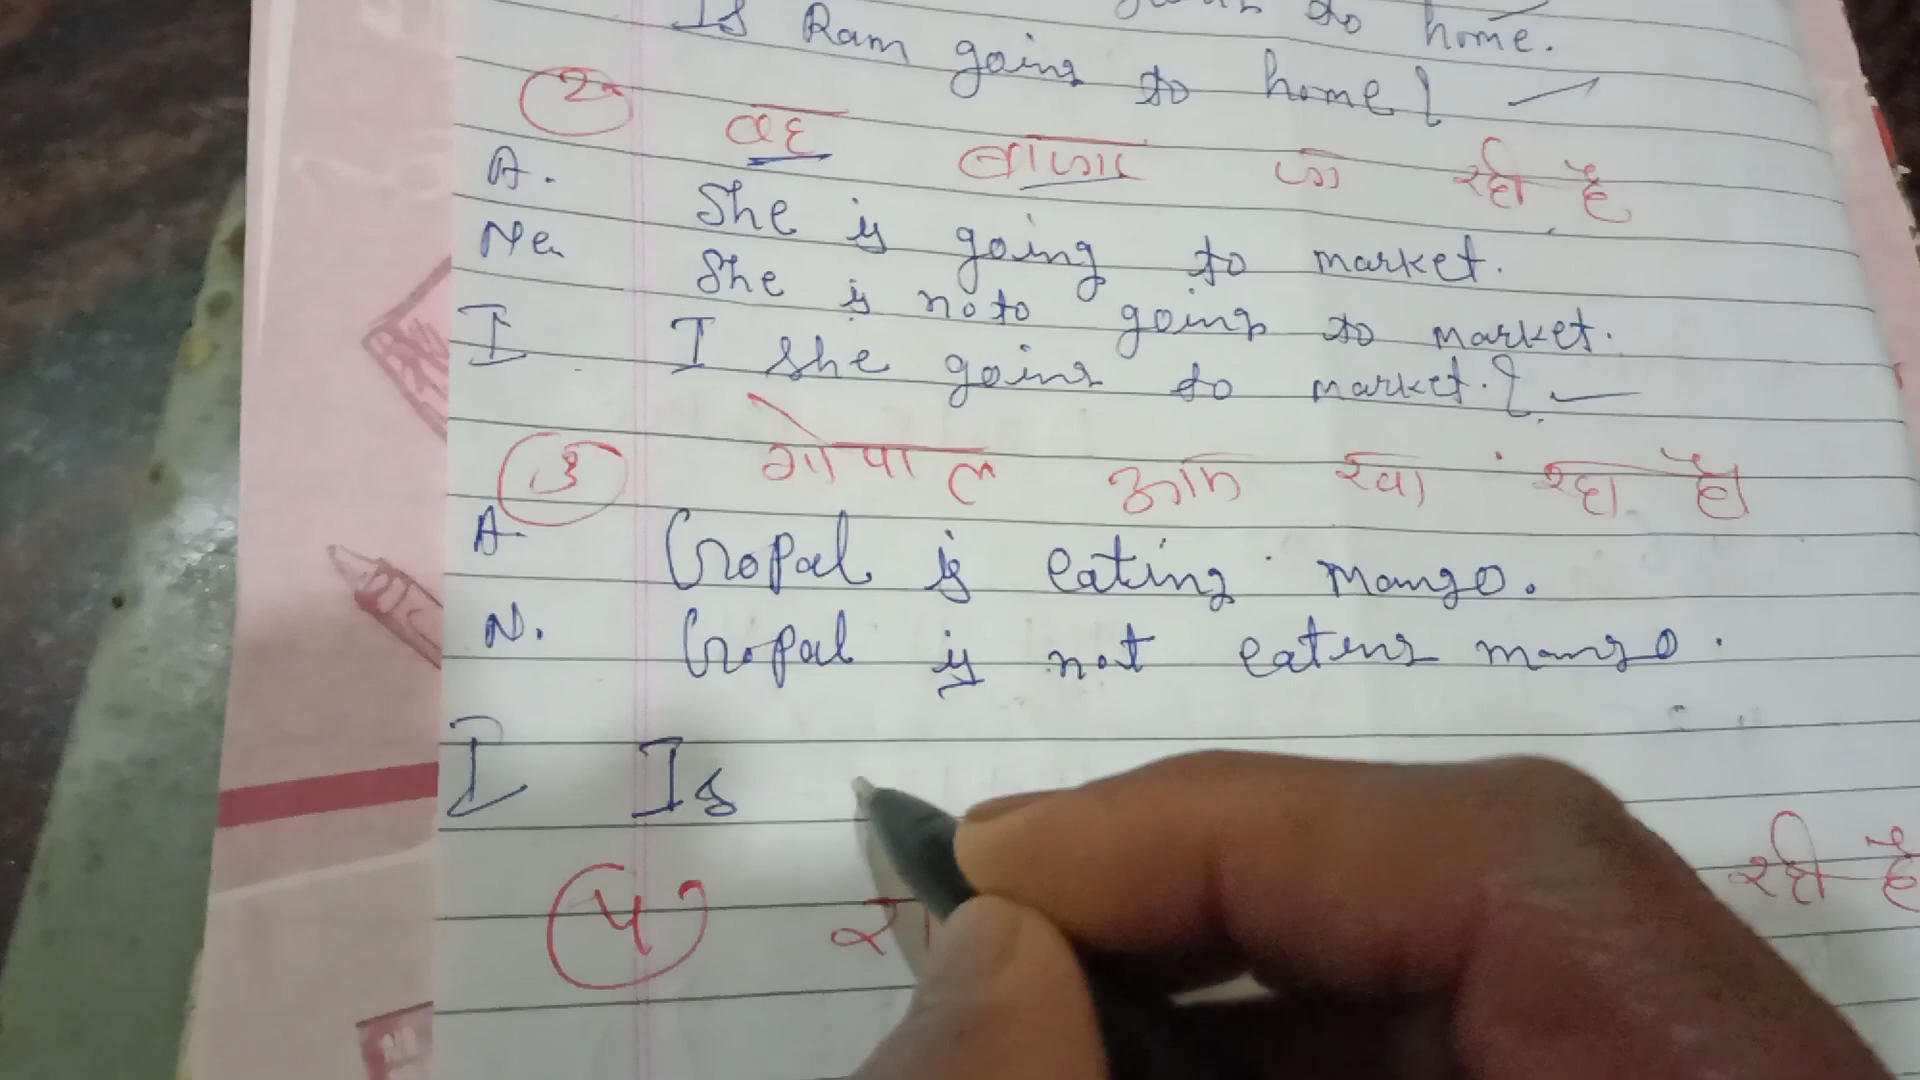 to home.
Is Ram going to home?
2 वह बाजार जा रही है
A. She is going to market.
Ne She is noto going to market.
I I she going to market.?
3 गोपाल आम खा रहा है
A Gopal is eating mango.
N. Gopal is not eating mango.
I Is
५ रा रही है